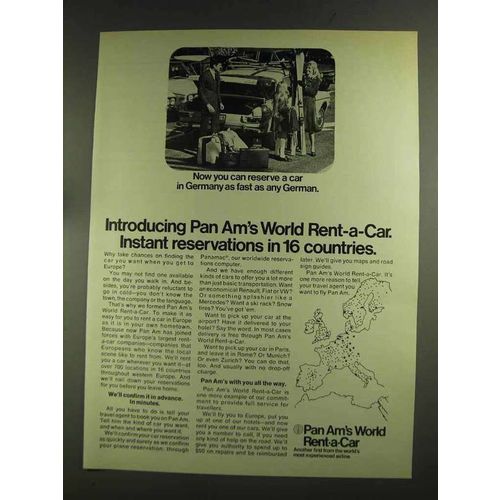 Now you can reserve a car
in Germany as fast as any German.
Introducing Pan Am's World Rent-a-Car.
Instant reservations in 16 countries.
Why take chances on finding the
car you want when you get to
Europe?
You may not find one available
on the day you walk in. And be-
sides, you're probably reluctant to
go in cold—you don't know the
town, the company or the language.
That's why we formed Pan Am's
World Rent-a-Car. To make it as
easy for you to rent a car in Europe
as it is in your own hometown.
Because now Pan Am has joined
forces with Europe's largest rent-
a-car companies—companies that
Europeans who know the local
scene like to rent from. We'll rent
you a car wherever you want it—at
over 700 locations in 16 countries
throughout western Europe. And
we'll nail down your reservations
for you before you leave home.
We'll confirm it in advance.
In minutes.
All you have to do is tell your
travel agent to book you on Pan Am.
Tell him the kind of car you want,
and when and where you want it.
We'll confirm your car reservation
as quickly and surely as we confirm
your plane reservation: through
Panamac®, our worldwide reserva-
tions computer.
And we have enough different
kinds of cars to offer you a lot more
than just basic transportation. Want
an economical Renault, Fiat or VW?
Or something splashier like a
Mercedes? Want a ski rack? Snow
tires? You've got 'em.
Want to pick up your car at the
airport? Have it delivered to your
hotel? Say the word. In most cases
delivery is free through Pan Am's
World Rent-a-Car.
Want to pick up your car in Paris,
and leave it in Rome? Or Munich?
Or even Zurich? You can do that,
too. And usually with no drop-off
charge.
Pan Am's with you all the way.
Pan Am's World Rent-a-Car is
one more example of our commit-
ment to provide full service for
travellers.
We'll fly you to Europe, put you
up at one of our hotels—and now
rent you one of our cars. We'll give
you a number to call, if you need
any kind of help on the road. We'll
give you authority to spend up to
$50 on repairs and be reimbursed
later. We'll give you maps and road
sign guides.
Pan Am's World Rent-a-Car. It's
one more reason to tell
your travel agent you
want to fly Pan Am.
Pan Am's World
Rent-a-Car
Another first from the world's
most experienced airline.